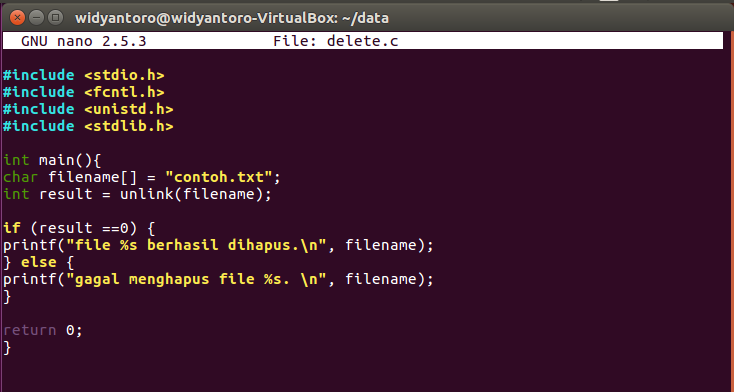 widyantoro@widyantoro-VirtualBox: ~/data
GNU nano 2.5.3 File: delete.c
#include <stdio.h>
#include <fcntl.h>
#include <unistd.h>
#include <stdlib.h>
int main(){
char filename[] = "contoh.txt";
int result = unlink(filename);
if (result ==0) {
printf("file %s berhasil dihapus.\n", filename);
} else {
printf("gagal menghapus file %s. \n", filename);
}
return 0;
}